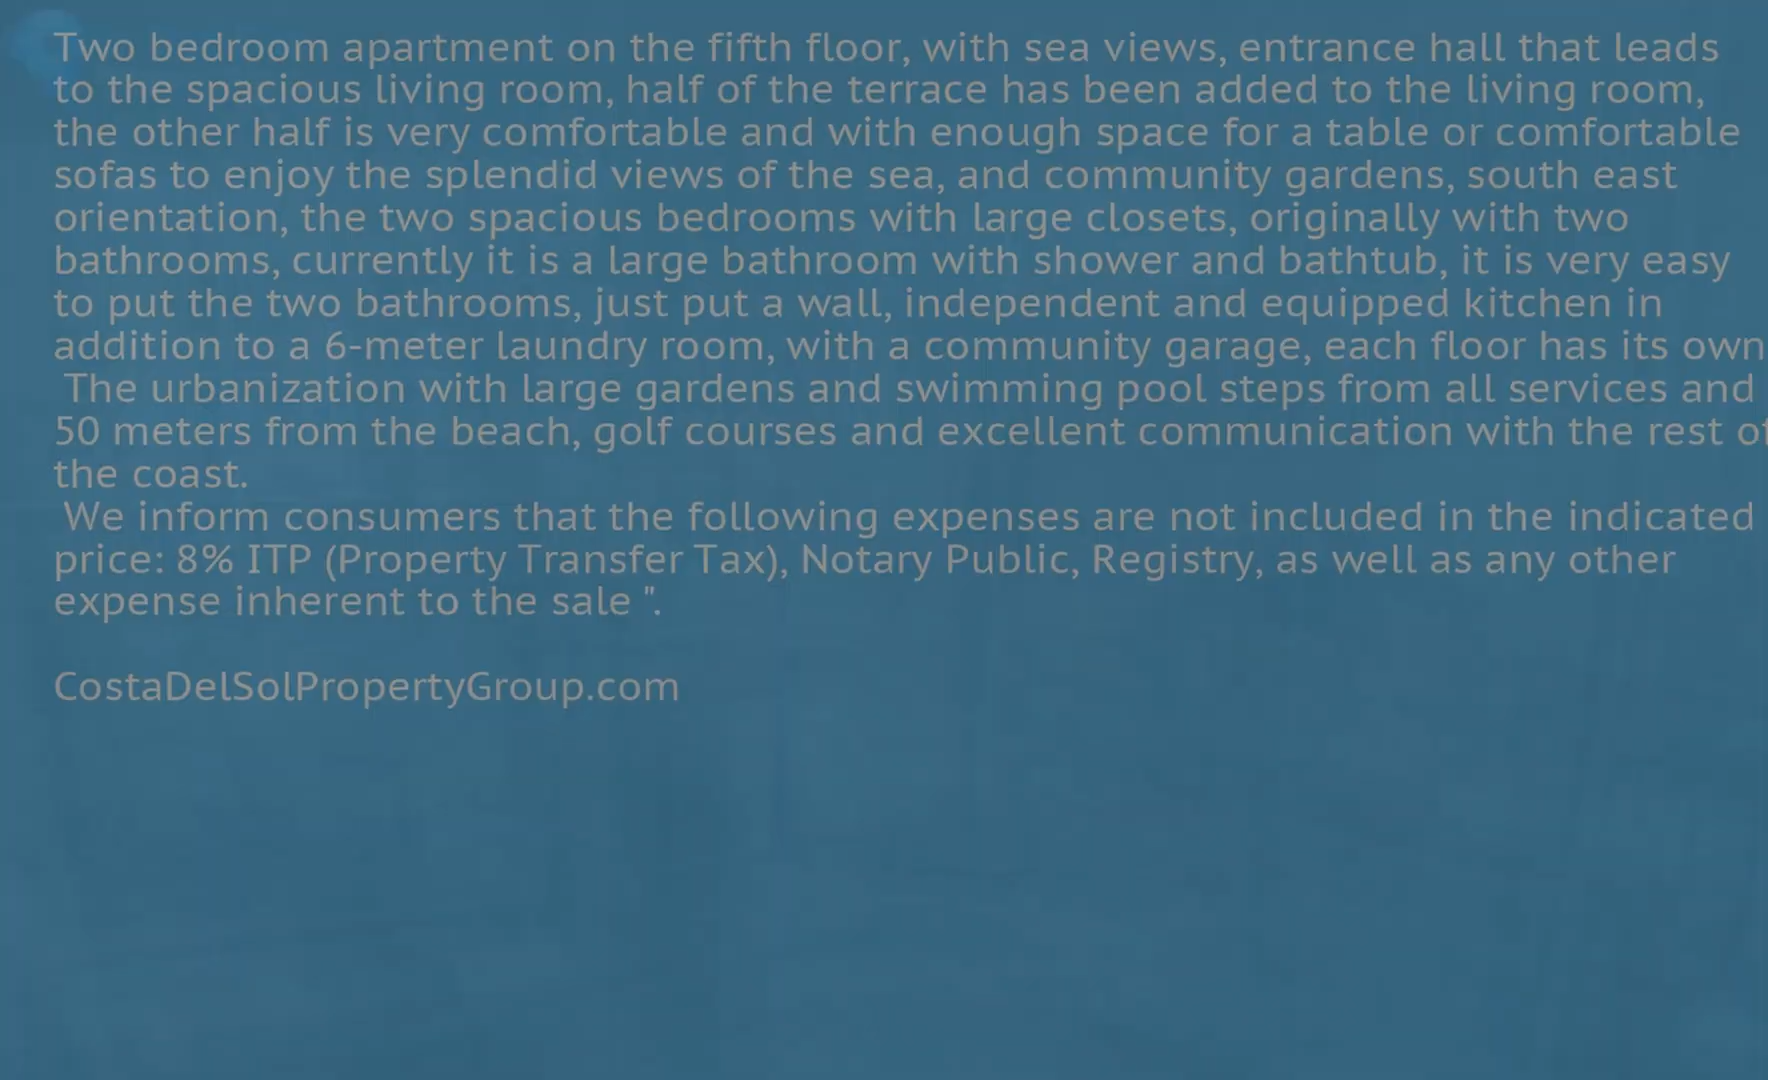 Two bedroom apartment on the fifth floor, with sea views, entrance hall that leads
to the spacious living room, half of the terrace has been added to the living room,
the other half is very comfortable and with enough space for a table or comfortable
sofas to enjoy the splendid views of the sea, and community gardens, south east
orientation, the two spacious bedrooms with large closets, originally with two
bathrooms, currently it is a large bathroom with shower and bathtub, it is very easy
to put the two bathrooms, just put a wall, independent and equipped kitchen in
addition to a 6-meter laundry room, with a community garage, each floor has its own
The urbanization with large gardens and swimming pool steps from all services and
50 meters from the beach, golf courses and excellent communication with the rest of
the coast.
We inform consumers that the following expenses are not included in the indicated
price: 8% ITP (Property Transfer Tax), Notary Public, Registry, as well as any other
expense inherent to the sale ".
CostaDelSolPropertyGroup.com